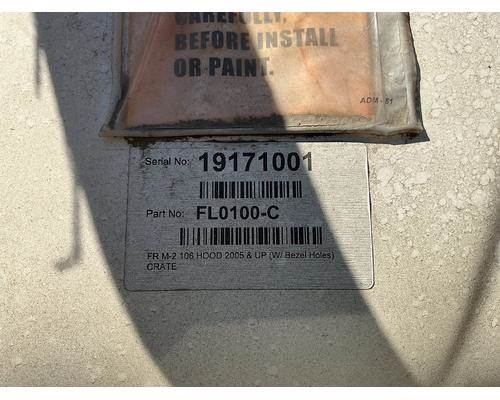 CAREFULLY,
BEFORE INSTALL
OR PAINT.
ADM - 51
Serial No: 19171001
Part No: FL0100-C
FR M-2 106 HOOD 2005 & UP (W/ Bezel Holes)
CRATE